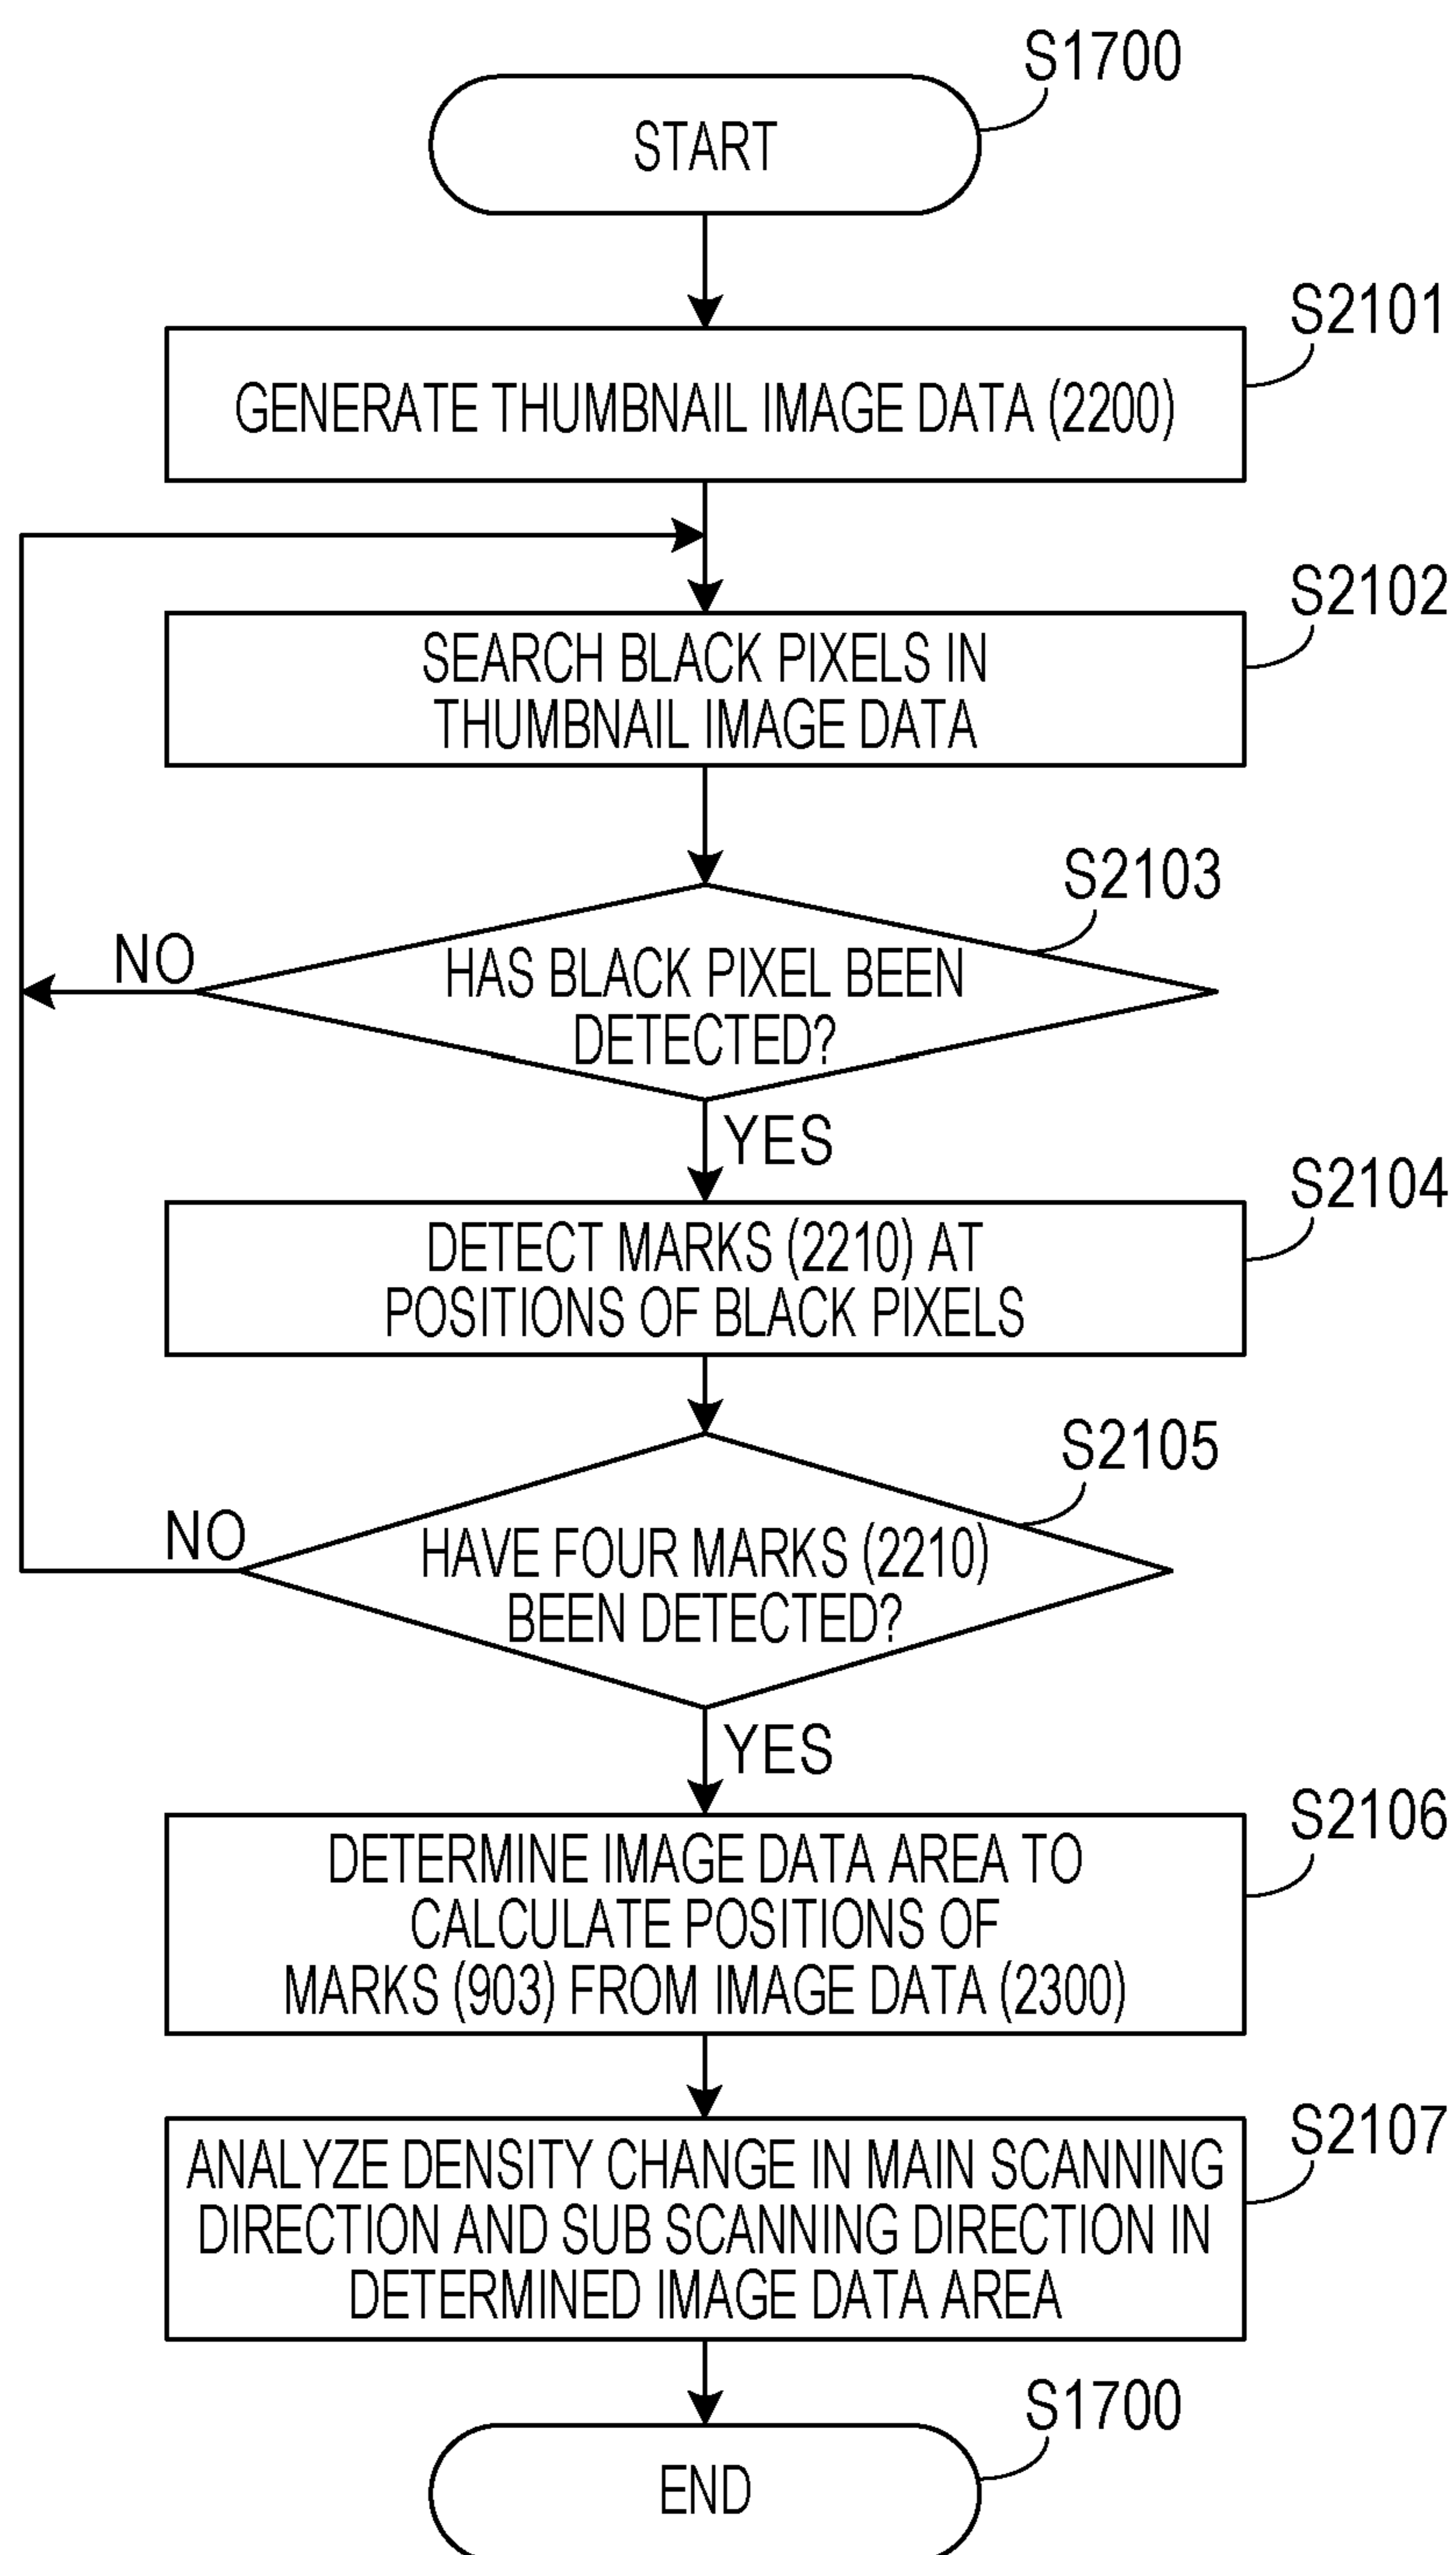 S1700
START
S2101
GENERATE THUMBNAIL IMAGE DATA (2200)
S2102
SEARCH BLACK PIXELS IN
THUMBNAIL IMAGE DATA
S2103
NO
HAS BLACK PIXEL BEEN
DETECTED?
YES
S2104
DETECT MARKS (2210) AT
POSITIONS OF BLACK PIXELS
S2105
NO
HAVE FOUR MARKS (2210)
BEEN DETECTED?
YES
S2106
DETERMINE IMAGE DATA AREA TO
CALCULATE POSITIONS OF
MARKS (903) FROM IMAGE DATA (2300)
S2107
ANALYZE DENSITY CHANGE IN MAIN SCANNING
DIRECTION AND SUB SCANNING DIRECTION IN
DETERMINED IMAGE DATA AREA
S1700
END